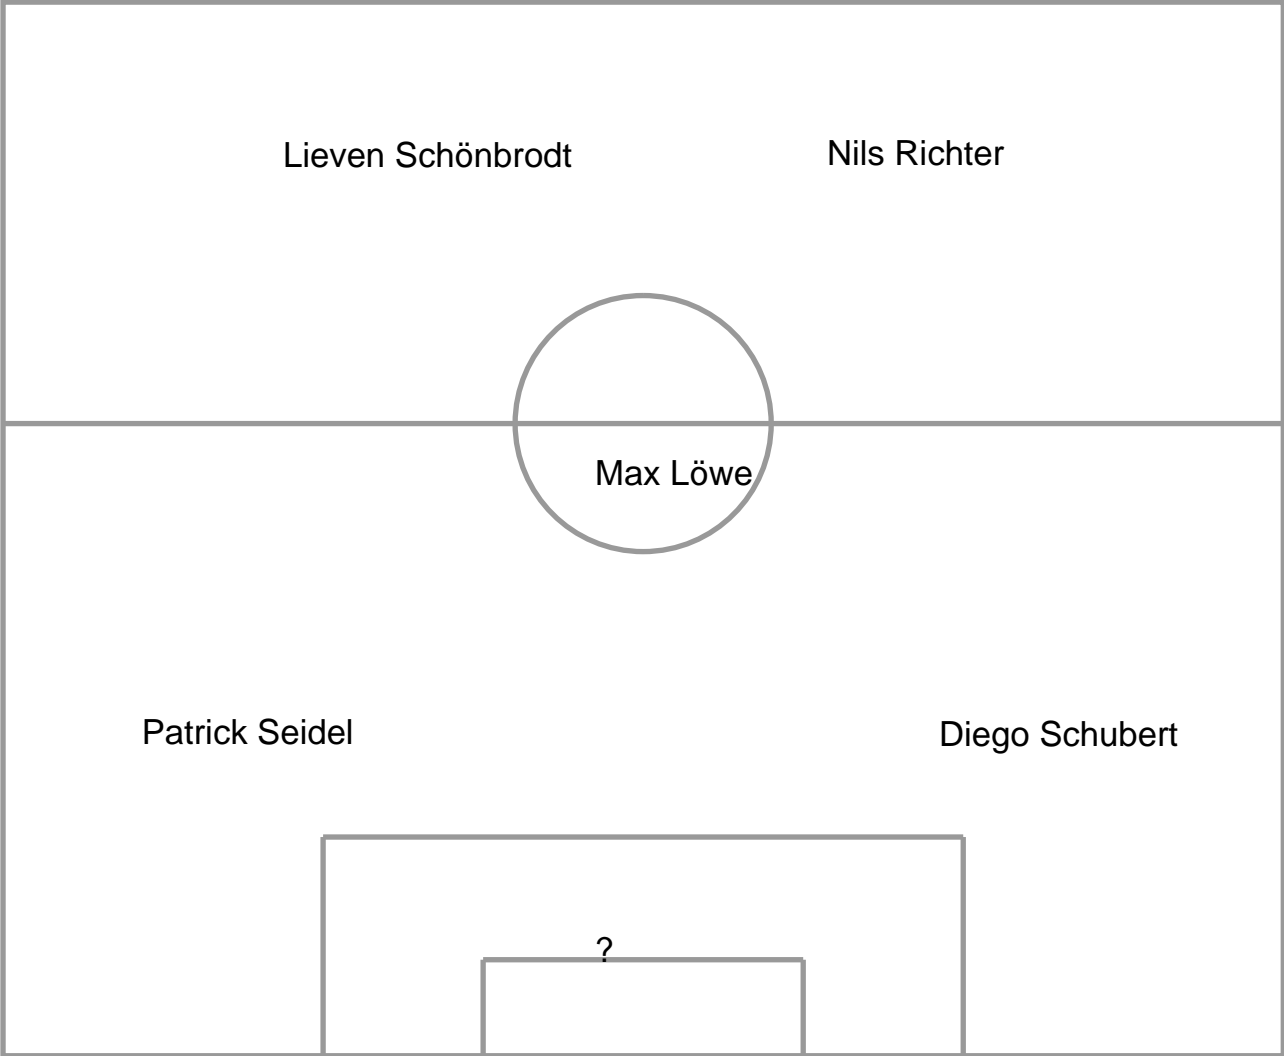 Lieven Schönbrodt
Nils Richter
Max Löwe
Patrick Seidel
Diego Schubert
?